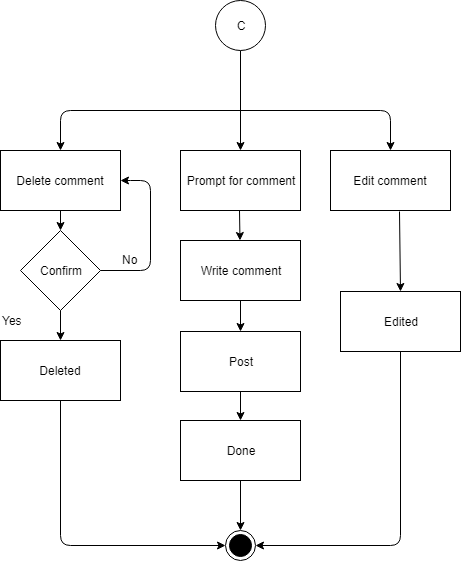 C
Delete comment
Prompt for comment
Edit comment
No
Confirm
Write comment
Yes
Edited
Deleted
Post
Done